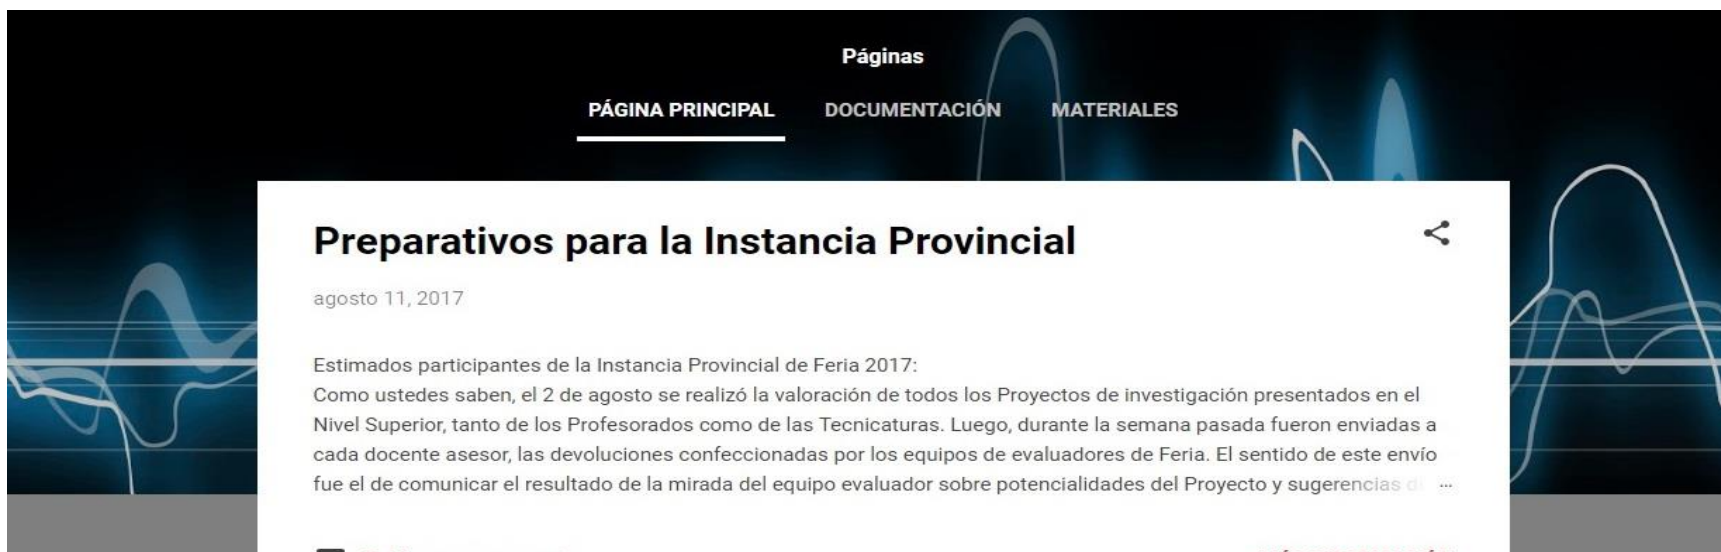 Páginas
PÁGINA PRINCIPAL DOCUMENTACIÓN MATERIALES
Preparativos para la Instancia Provincial
agosto 11, 2017
Estimados participantes de la Instancia Provincial de Feria 2017:
Como ustedes saben, el 2 de agosto se realizó la valoración de todos los Proyectos de investigación presentados en el
Nivel Superior, tanto de los Profesorados como de las Tecnicaturas. Luego, durante la semana pasada fueron enviadas a
cada docente asesor, las devoluciones confeccionadas por los equipos de evaluadores de Feria. El sentido de este envío
fue el de comunicar el resultado de la mirada del equipo evaluador sobre potencialidades del Proyecto y sugerencias ...